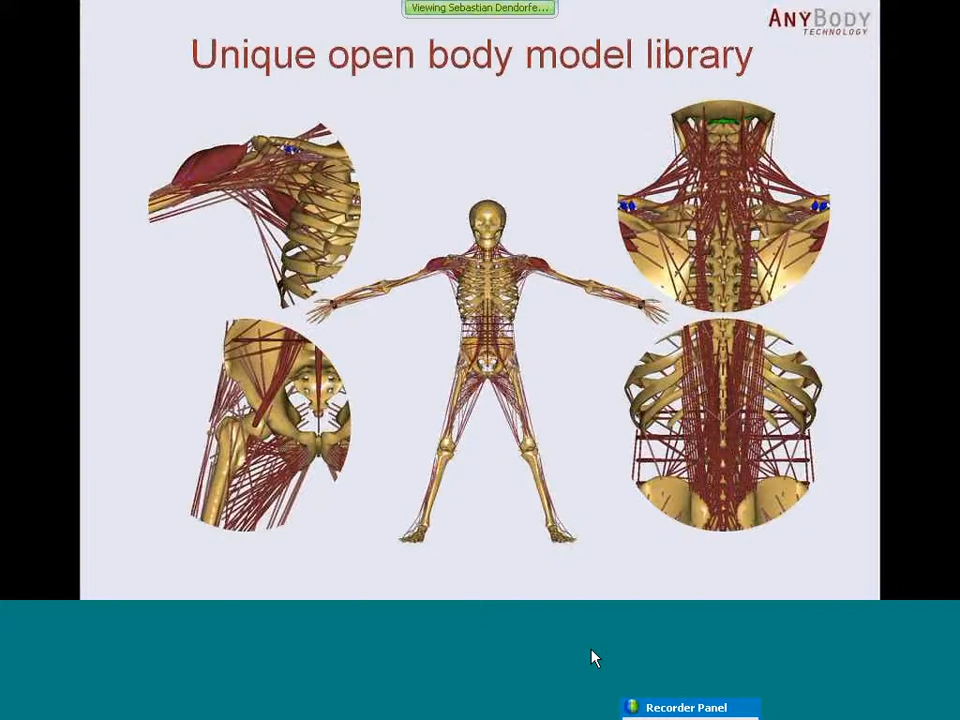 Viewing Sebastian Dendorfe...
ANYBODY
TECHNOLOGY
Unique open body model library
Recorder Panel